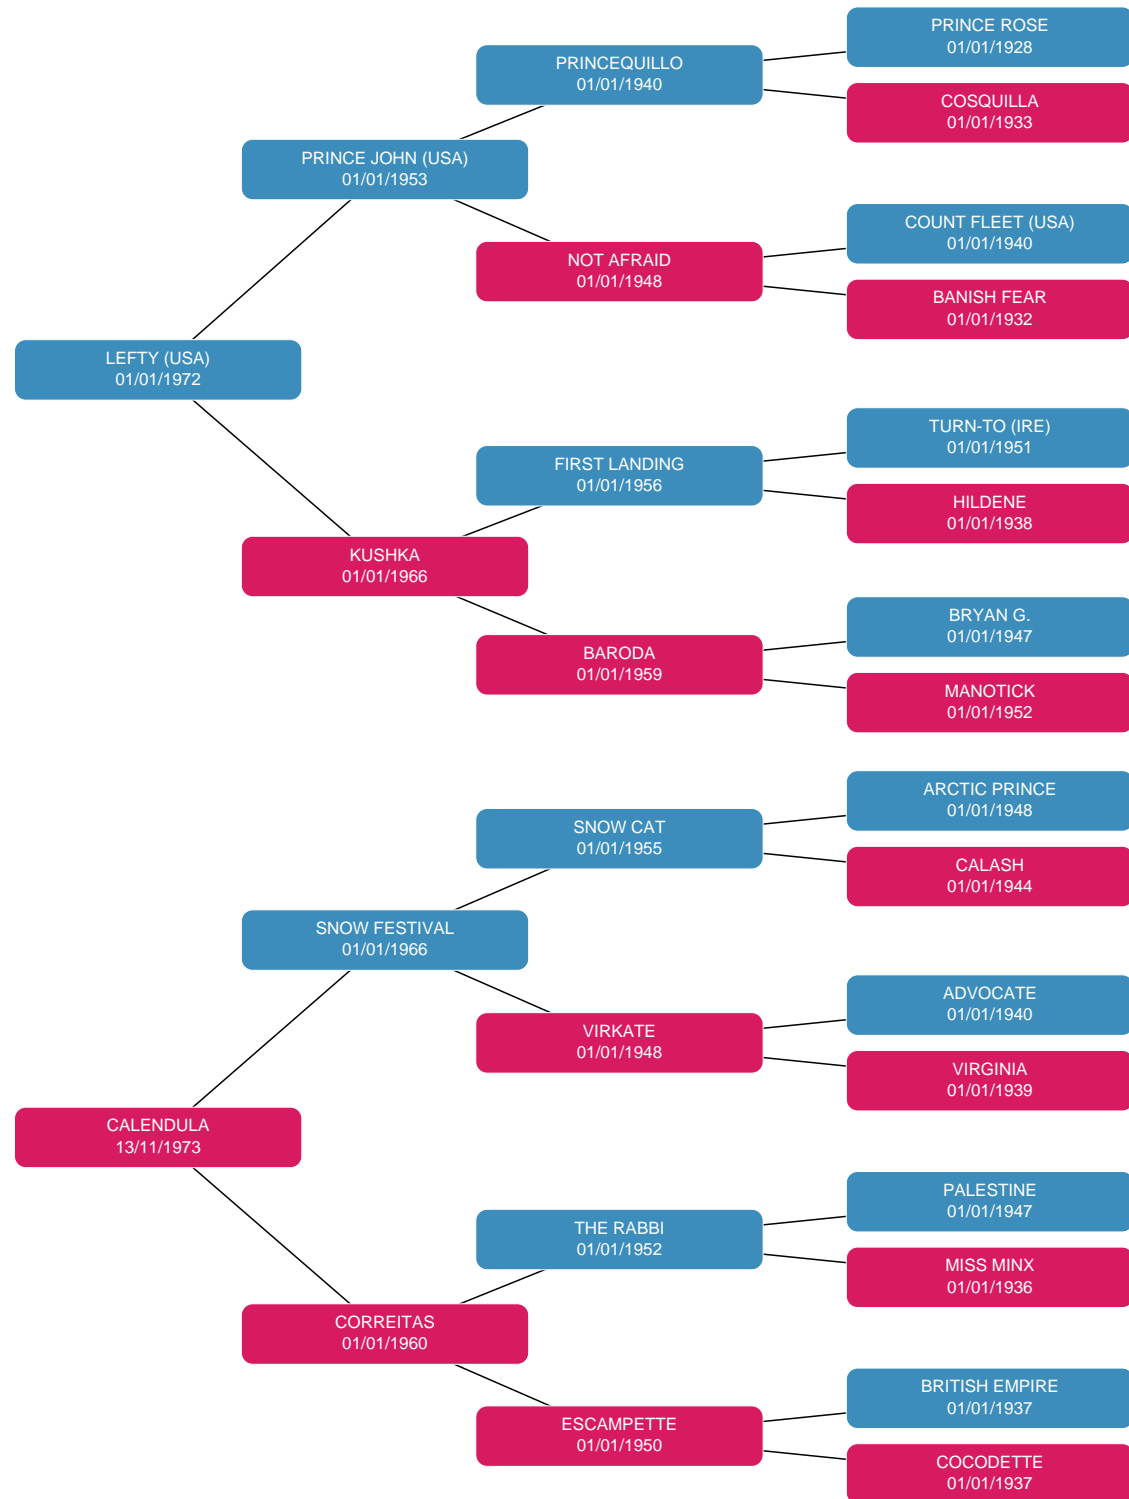 PRINCE ROSE
01/01/1928
PRINCEQUILLO
01/01/1940
COSQUILLA
01/01/1933
PRINCE JOHN (USA)
01/01/1953
COUNT FLEET (USA)
01/01/1940
NOT AFRAID
01/01/1948
BANISH FEAR
01/01/1932
LEFTY (USA)
01/01/1972
TURN-TO (IRE)
01/01/1951
FIRST LANDING
01/01/1956
HILDENE
01/01/1938
KUSHKA
01/01/1966
BRYAN G.
01/01/1947
BARODA
01/01/1959
MANOTICK
01/01/1952
ARCTIC PRINCE
01/01/1948
SNOW CAT
01/01/1955
CALASH
01/01/1944
SNOW FESTIVAL
01/01/1966
ADVOCATE
01/01/1940
VIRKATE
01/01/1948
VIRGINIA
01/01/1939
CALENDULA
13/11/1973
PALESTINE
01/01/1947
THE RABBI
01/01/1952
MISS MINX
01/01/1936
CORREITAS
01/01/1960
BRITISH EMPIRE
01/01/1937
ESCAMPETTE
01/01/1950
COCODETTE
01/01/1937